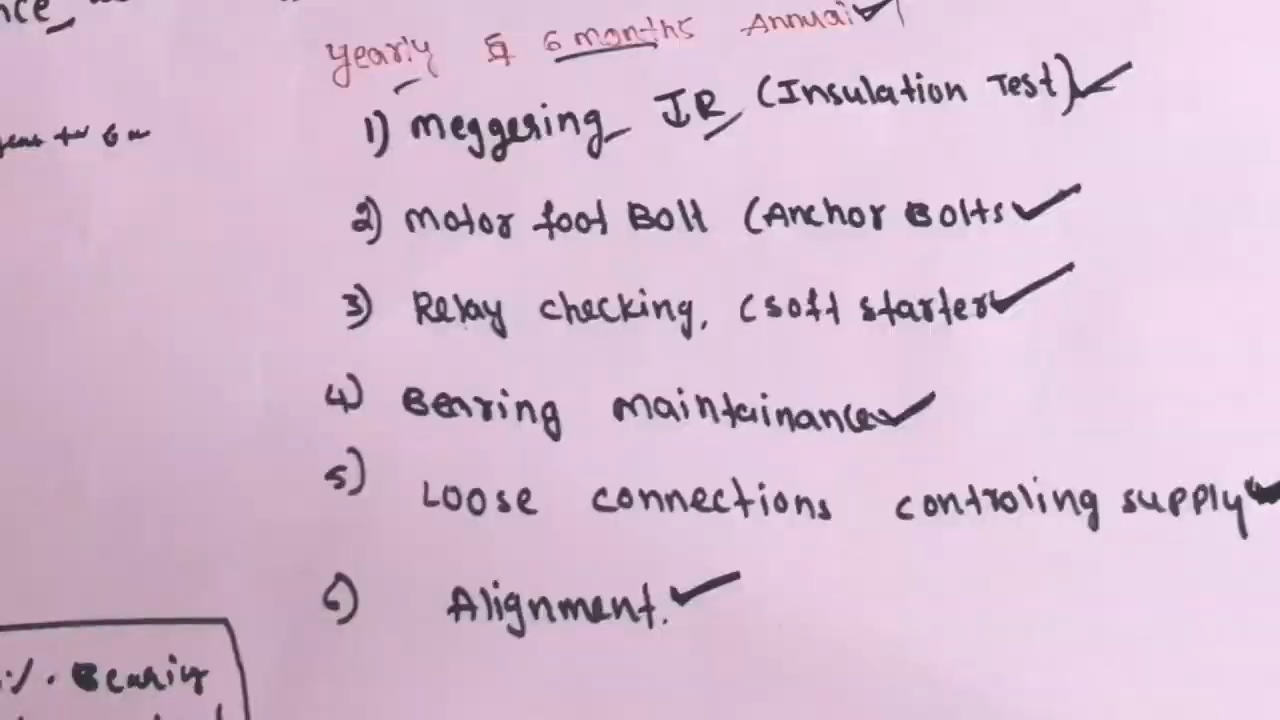 Yearly & 6 months Annual
1) Meggering IR (Insulation Test)
2) Motor foot Bolt (Anchor Bolts
3) Relay checking, (soft starter
4) Bearing maintainance
5) Loose connections controling supply
6) Alignment.